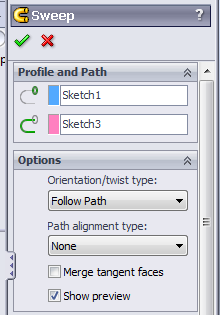 Sweep ?
Profile and Path
Sketch1
Sketch3
Options
Orientation/twist type:
Follow Path
Path alignment type:
None
Merge tangent faces
Show preview